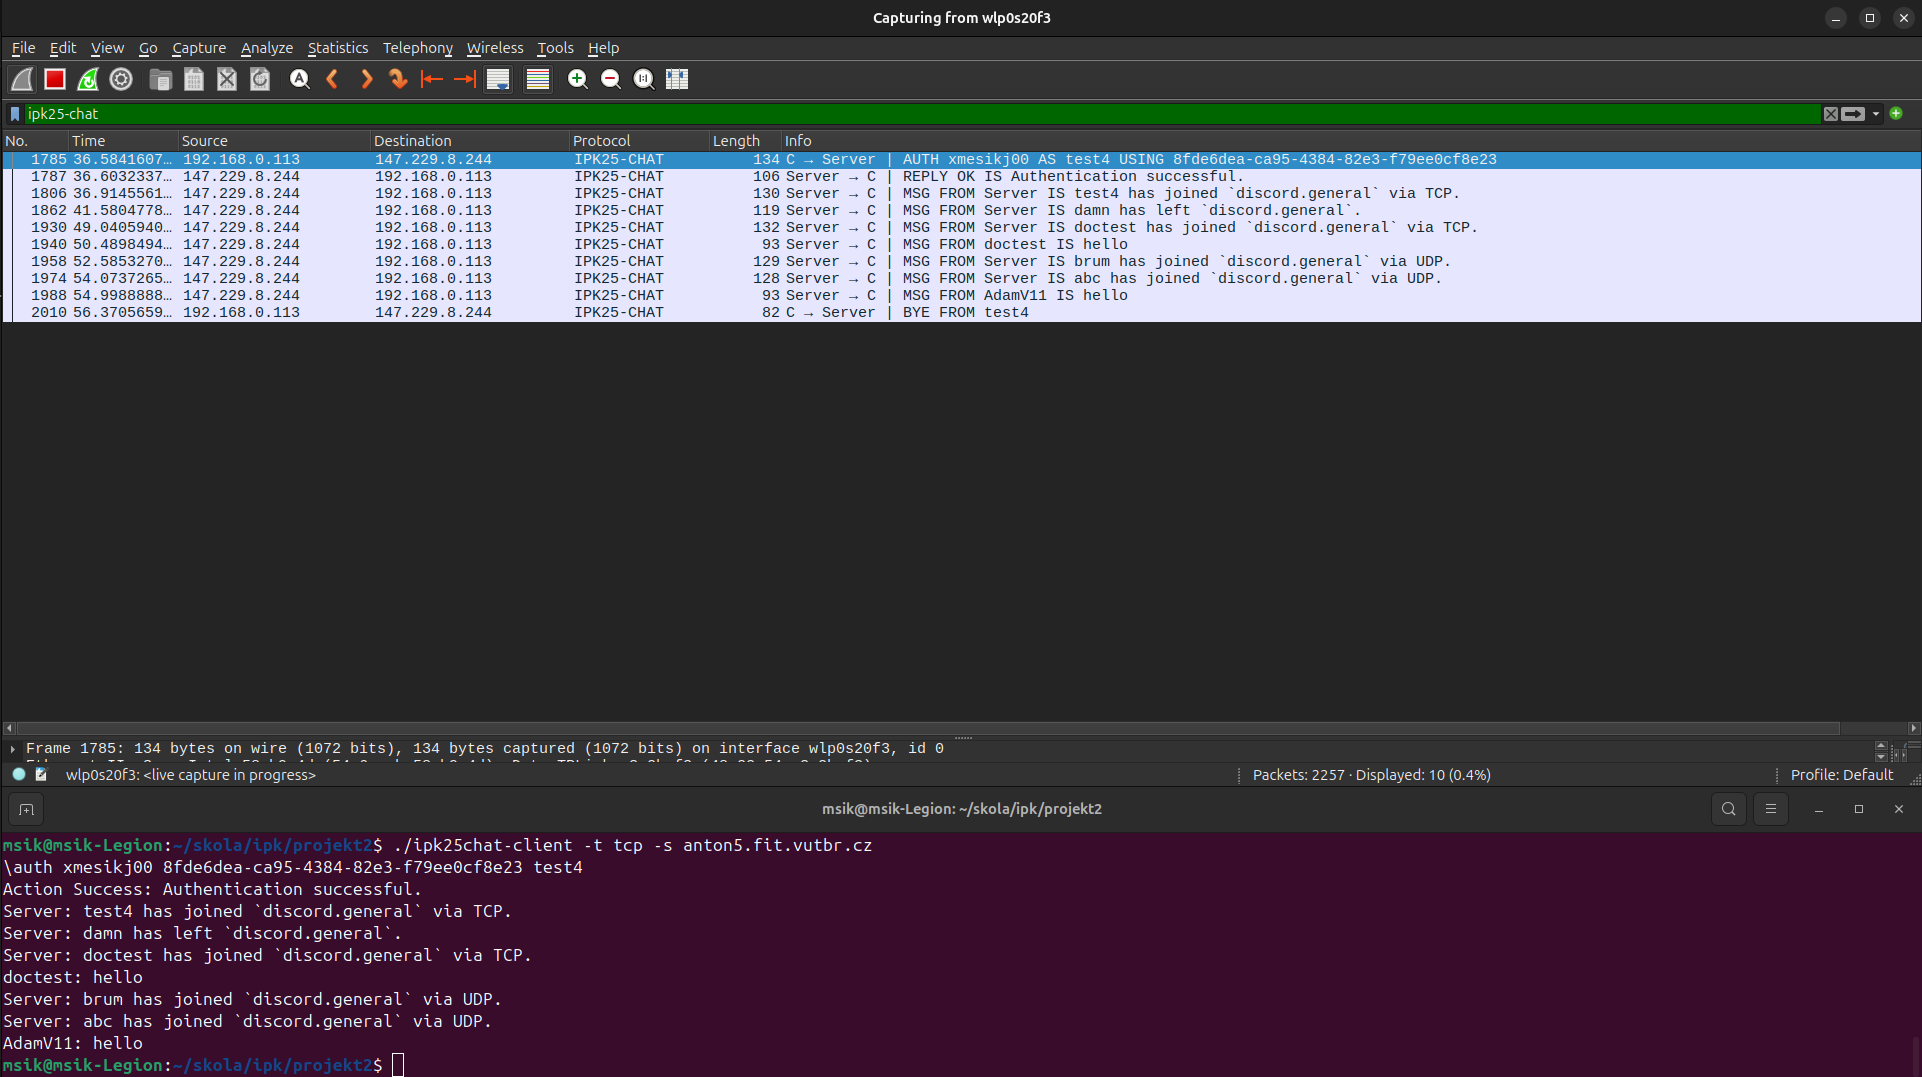 Capturing from wlp0s20f3
File Edit View Go Capture Analyze Statistics Telephony Wireless Tools Help
ipk25-chat
No. Time Source Destination Protocol Length Info
1785 36.5841607… 192.168.0.113 147.229.8.244 IPK25-CHAT 134 C → Server | AUTH xmesikj00 AS test4 USING 8fde6dea-ca95-4384-82e3-f79ee0cf8e23
1787 36.6032337… 147.229.8.244 192.168.0.113 IPK25-CHAT 106 Server → C | REPLY OK IS Authentication successful.
1806 36.9145561… 147.229.8.244 192.168.0.113 IPK25-CHAT 130 Server → C | MSG FROM Server IS test4 has joined `discord.general` via TCP.
1862 41.5804778… 147.229.8.244 192.168.0.113 IPK25-CHAT 119 Server → C | MSG FROM Server IS damn has left `discord.general`.
1930 49.0405940… 147.229.8.244 192.168.0.113 IPK25-CHAT 132 Server → C | MSG FROM Server IS doctest has joined `discord.general` via TCP.
1940 50.4898494… 147.229.8.244 192.168.0.113 IPK25-CHAT 93 Server → C | MSG FROM doctest IS hello
1958 52.5853270… 147.229.8.244 192.168.0.113 IPK25-CHAT 129 Server → C | MSG FROM Server IS brum has joined `discord.general` via UDP.
1974 54.0737265… 147.229.8.244 192.168.0.113 IPK25-CHAT 128 Server → C | MSG FROM Server IS abc has joined `discord.general` via UDP.
1988 54.9988888… 147.229.8.244 192.168.0.113 IPK25-CHAT 93 Server → C | MSG FROM AdamV11 IS hello
2010 56.3705659… 192.168.0.113 147.229.8.244 IPK25-CHAT 82 C → Server | BYE FROM test4
Frame 1785: 134 bytes on wire (1072 bits), 134 bytes captured (1072 bits) on interface wlp0s20f3, id 0
wlp0s20f3: <live capture in progress> Packets: 2257 · Displayed: 10 (0.4%) Profile: Default
msik@msik-Legion: ~/skola/ipk/projekt2
msik@msik-Legion:~/skola/ipk/projekt2$ ./ipk25chat-client -t tcp -s anton5.fit.vutbr.cz
\auth xmesikj00 8fde6dea-ca95-4384-82e3-f79ee0cf8e23 test4
Action Success: Authentication successful.
Server: test4 has joined `discord.general` via TCP.
Server: damn has left `discord.general`.
Server: doctest has joined `discord.general` via TCP.
doctest: hello
Server: brum has joined `discord.general` via UDP.
Server: abc has joined `discord.general` via UDP.
AdamV11: hello
msik@msik-Legion:~/skola/ipk/projekt2$